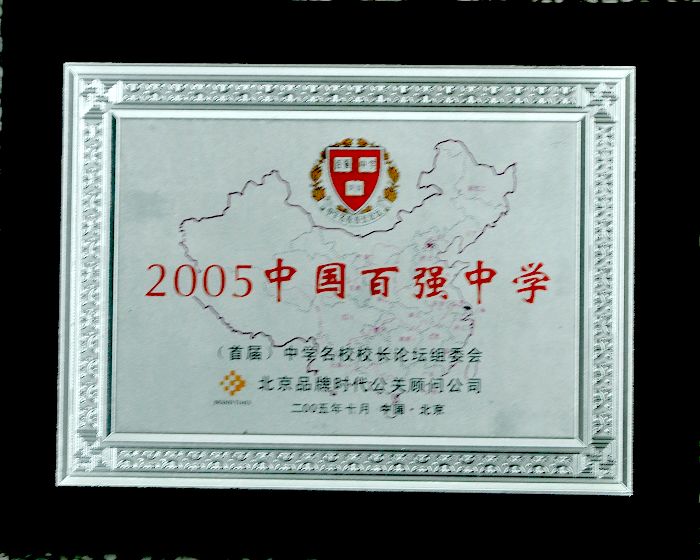 2005中国百强中学
（首届）中学名校校长论坛组委会
北京品牌时代公关顾问公司
二00五年十月 中国·北京